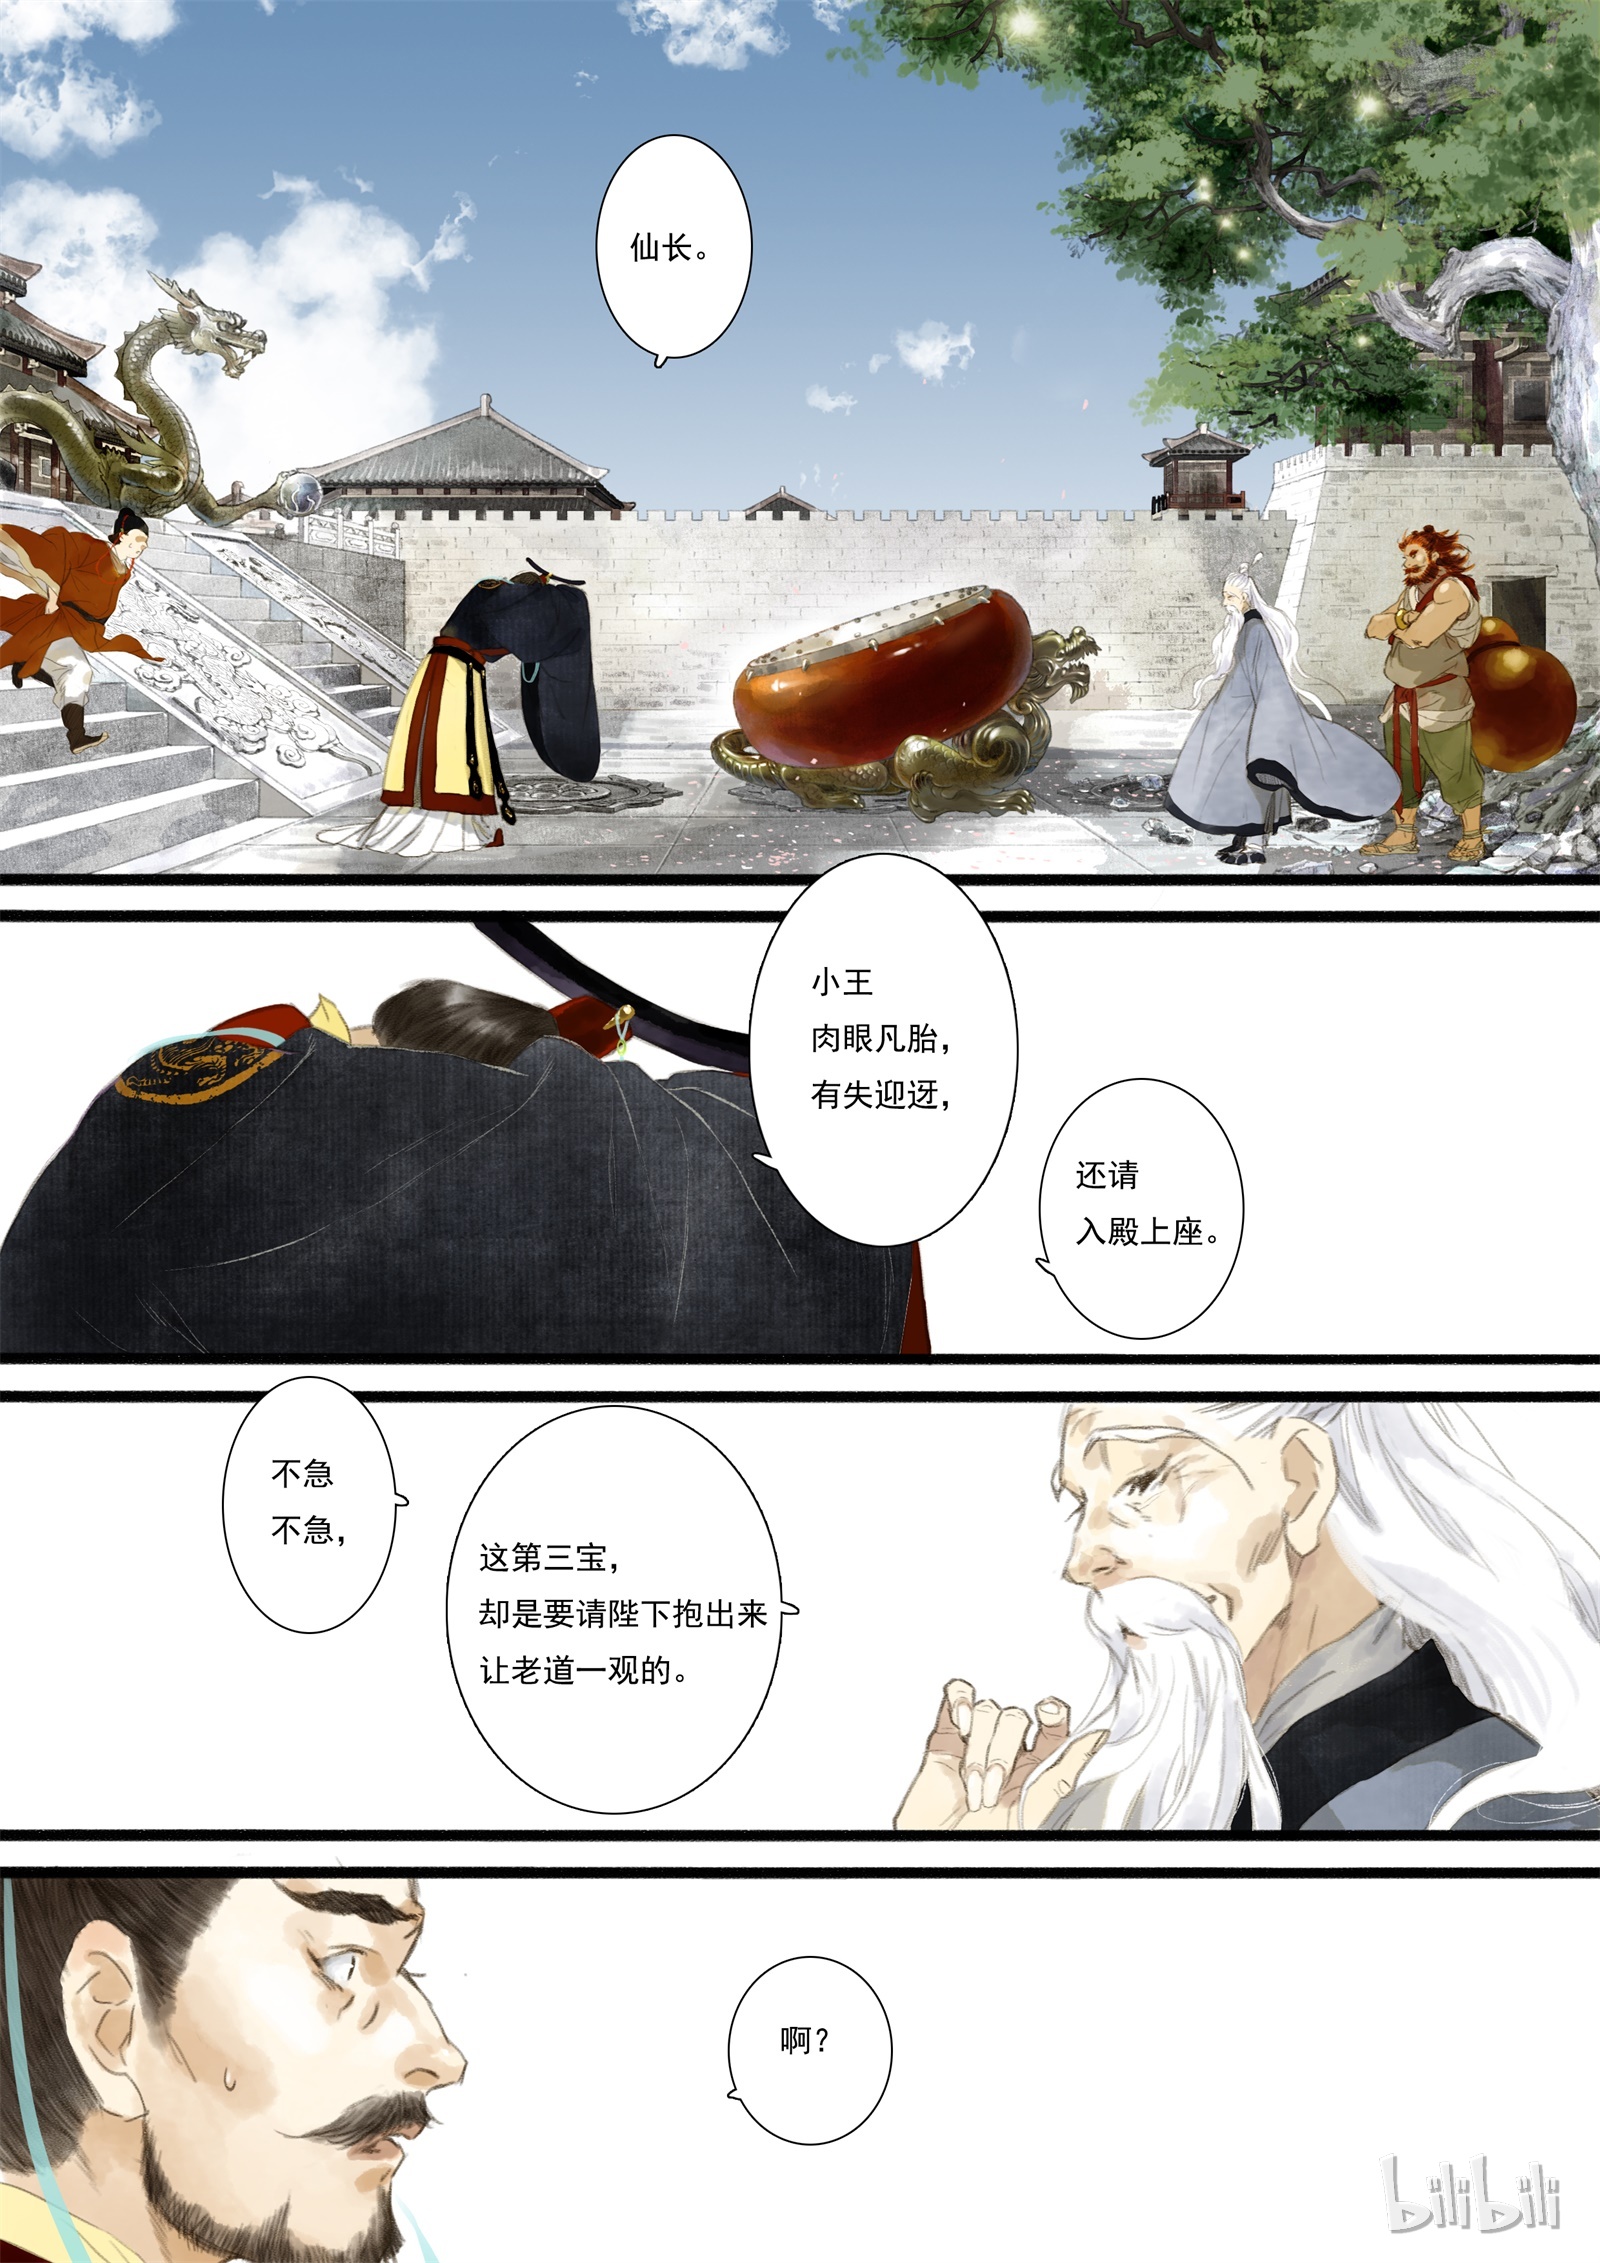 仙长。
小王
肉眼凡胎，
有失迎迓，
还请
入殿上座。
不急
不急，
这第三宝，
却是要请陛下抱出来
让老道一观的。
啊？
bilibili